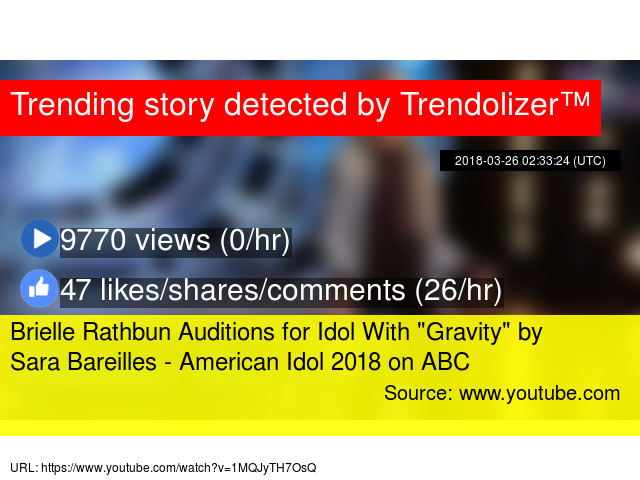 Trending story detected by Trendolizer™
2018-03-26 02:33:24 (UTC)
9770 views (0/hr)
47 likes/shares/comments (26/hr)
Brielle Rathbun Auditions for Idol With "Gravity" by
Sara Bareilles - American Idol 2018 on ABC
Source: www.youtube.com
URL: https://www.youtube.com/watch?v=1MQJyTH7OsQ